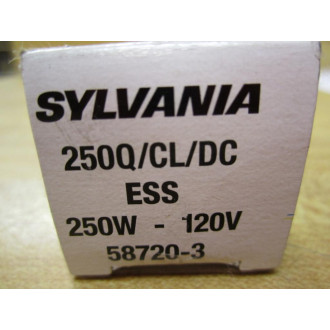 SYLVANIA
250Q/CL/DC
ESS
250W - 120V
58720-3